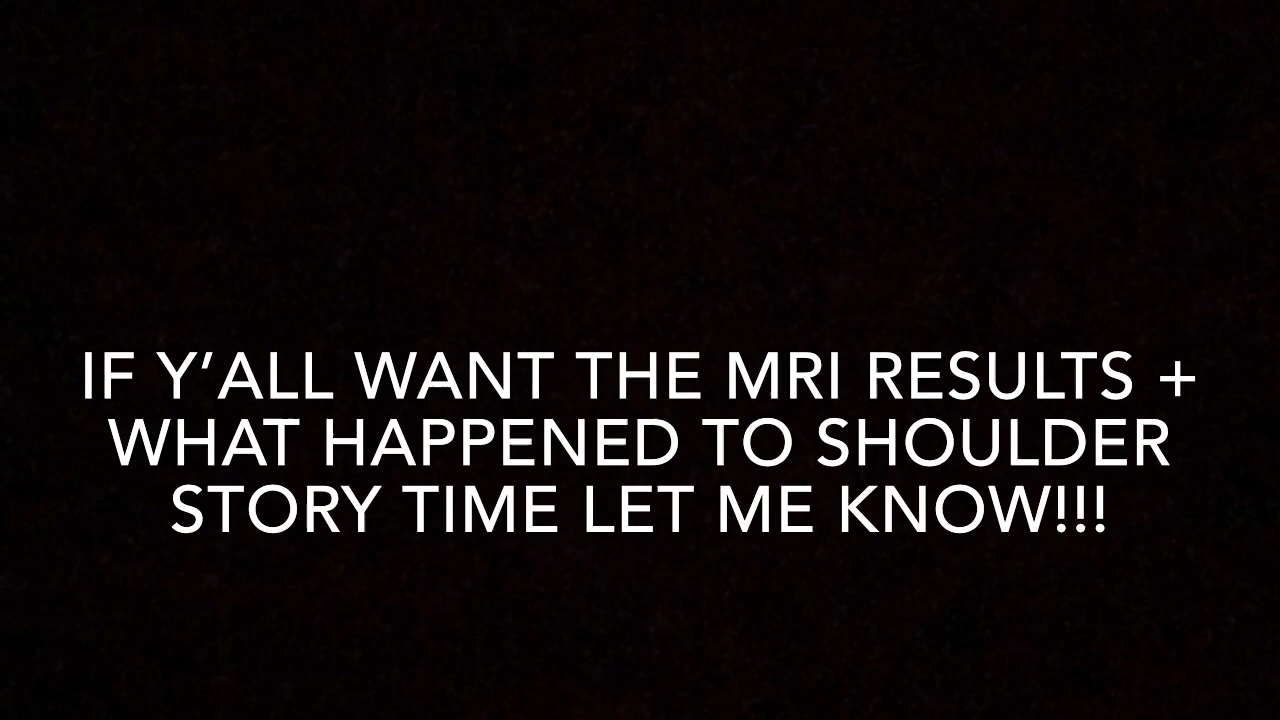 IF Y’ALL WANT THE MRI RESULTS +
WHAT HAPPENED TO SHOULDER
STORY TIME LET ME KNOW!!!